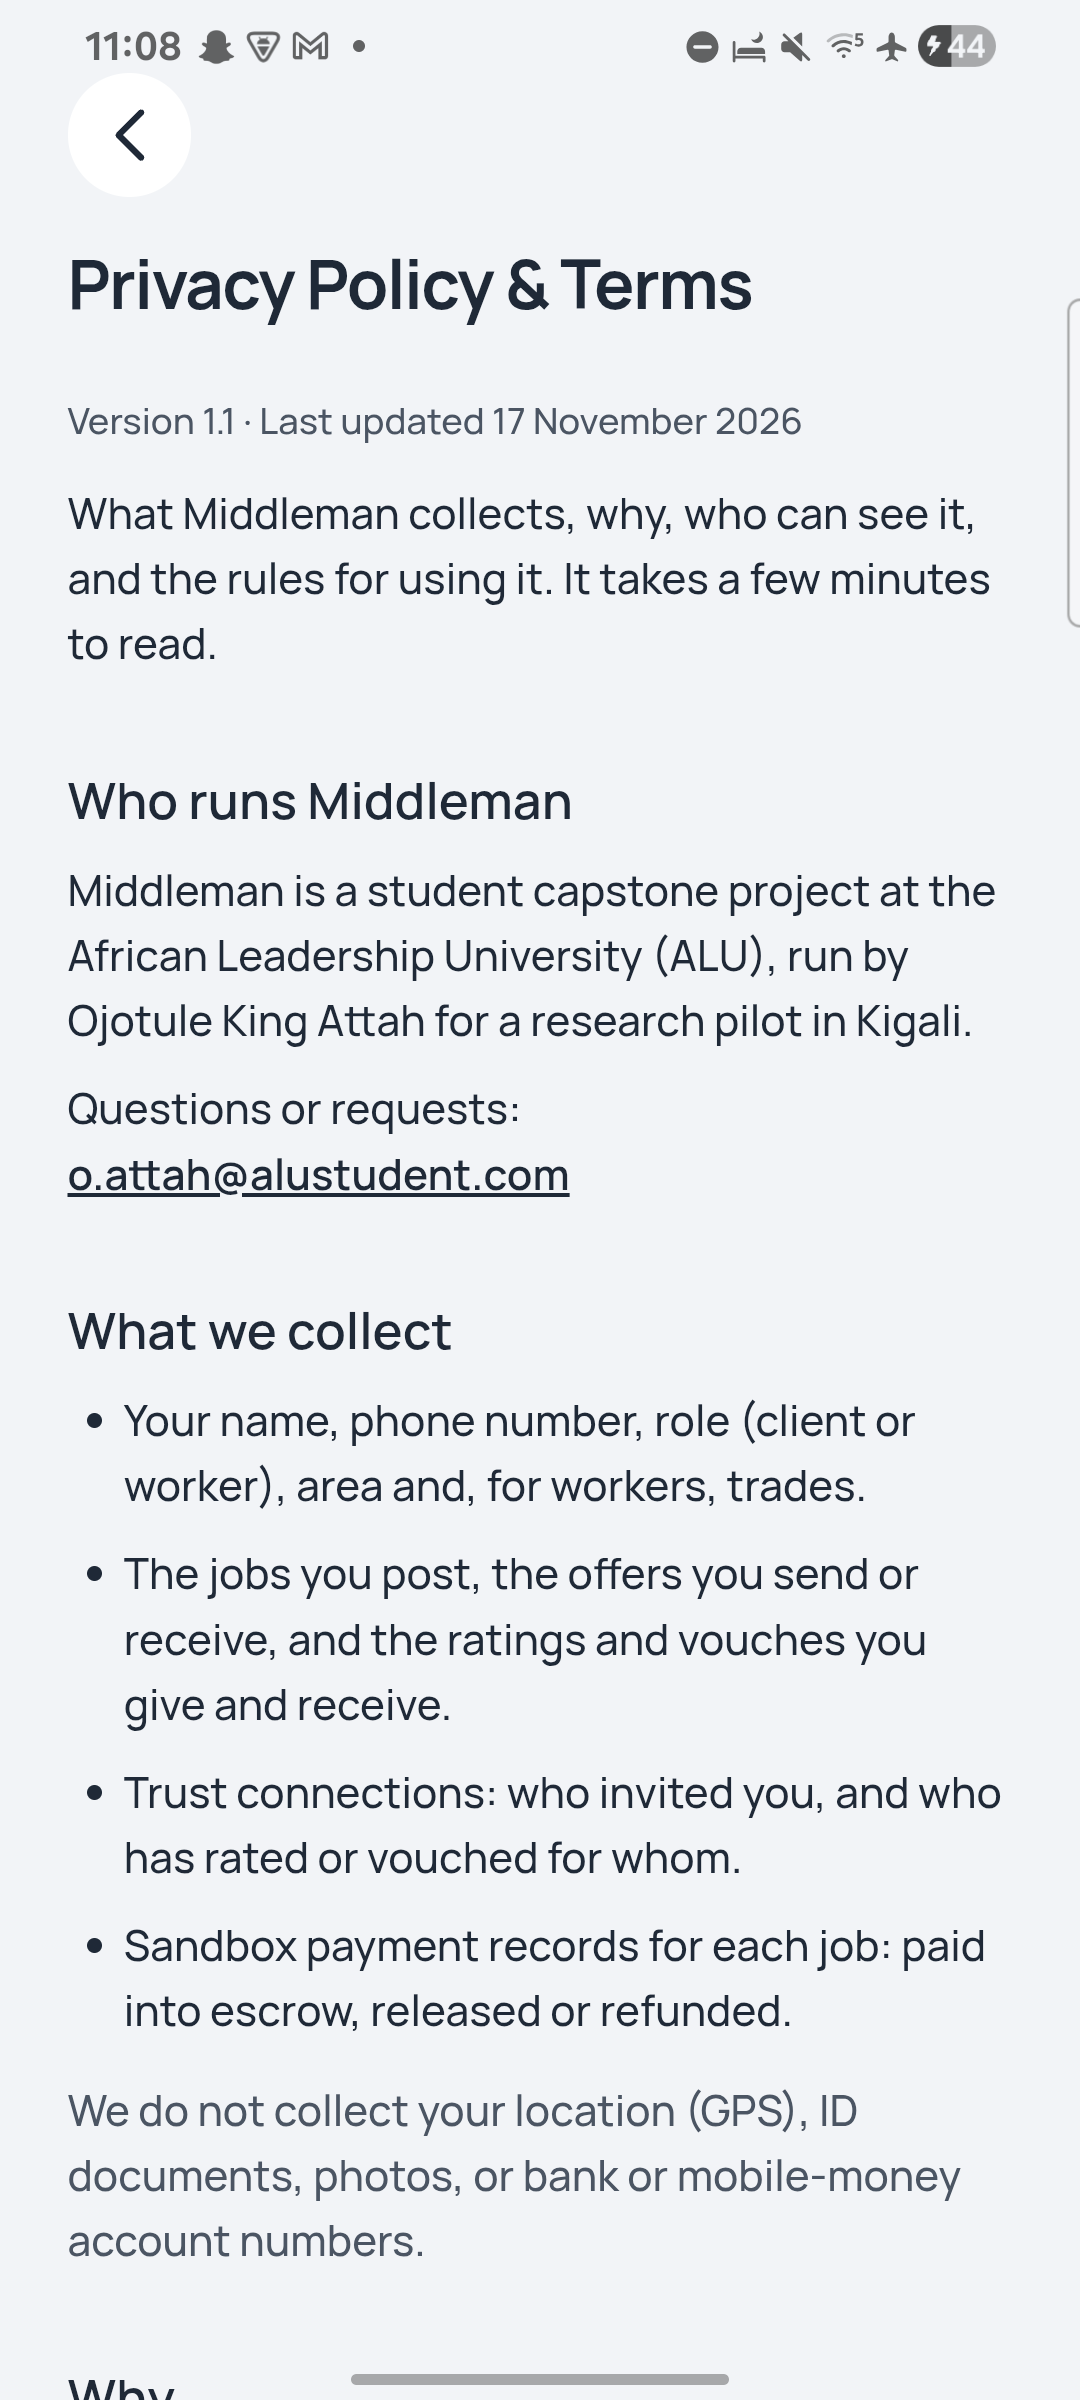 11:08
5
44
Privacy Policy & Terms
Version 1.1 · Last updated 17 November 2026
What Middleman collects, why, who can see it,
and the rules for using it. It takes a few minutes
to read.
Who runs Middleman
Middleman is a student capstone project at the
African Leadership University (ALU), run by
Ojotule King Attah for a research pilot in Kigali.
Questions or requests:
o.attah@alustudent.com
What we collect
• Your name, phone number, role (client or
worker), area and, for workers, trades.
• The jobs you post, the offers you send or
receive, and the ratings and vouches you
give and receive.
• Trust connections: who invited you, and who
has rated or vouched for whom.
• Sandbox payment records for each job: paid
into escrow, released or refunded.
We do not collect your location (GPS), ID
documents, photos, or bank or mobile-money
account numbers.
Why